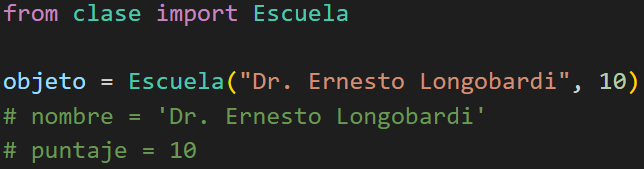 from clase import Escuela
objeto = Escuela("Dr. Ernesto Longobardi", 10)
# nombre = 'Dr. Ernesto Longobardi'
# puntaje = 10